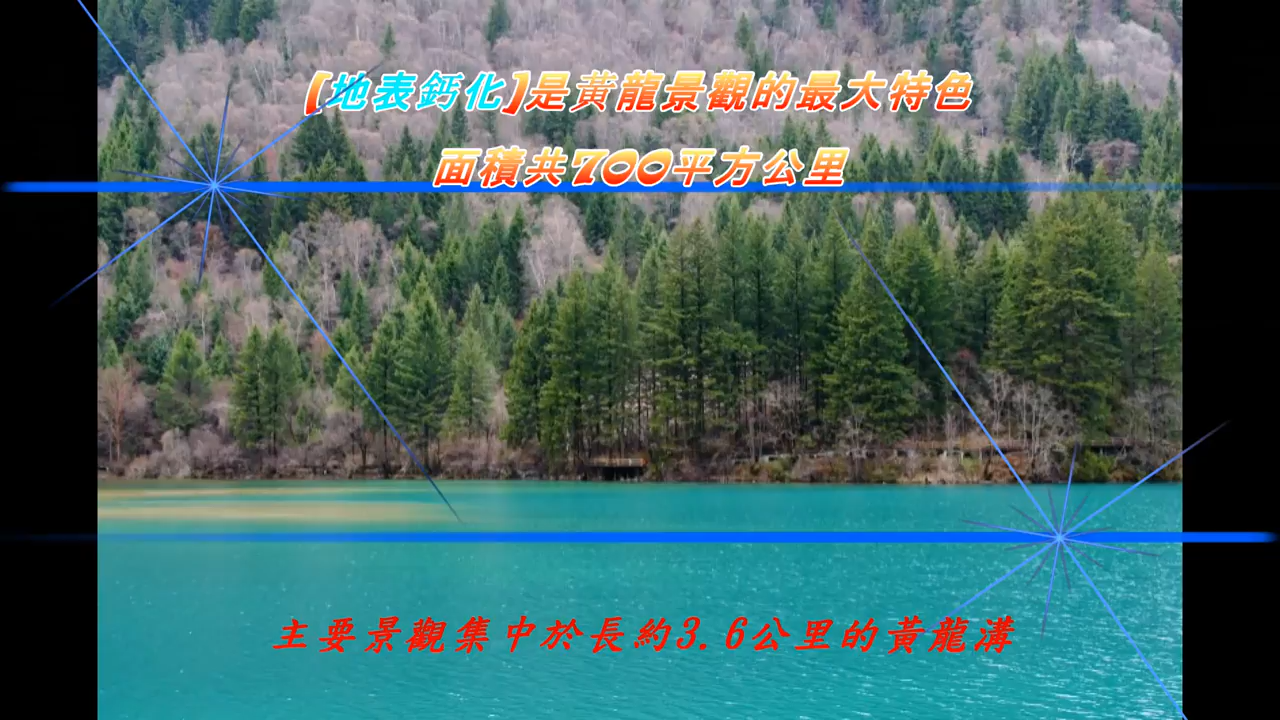 [地表鈣化]是黃龍景觀的最大特色
面積共700平方公里
主要景觀集中於長約3.6公里的黃龍溝